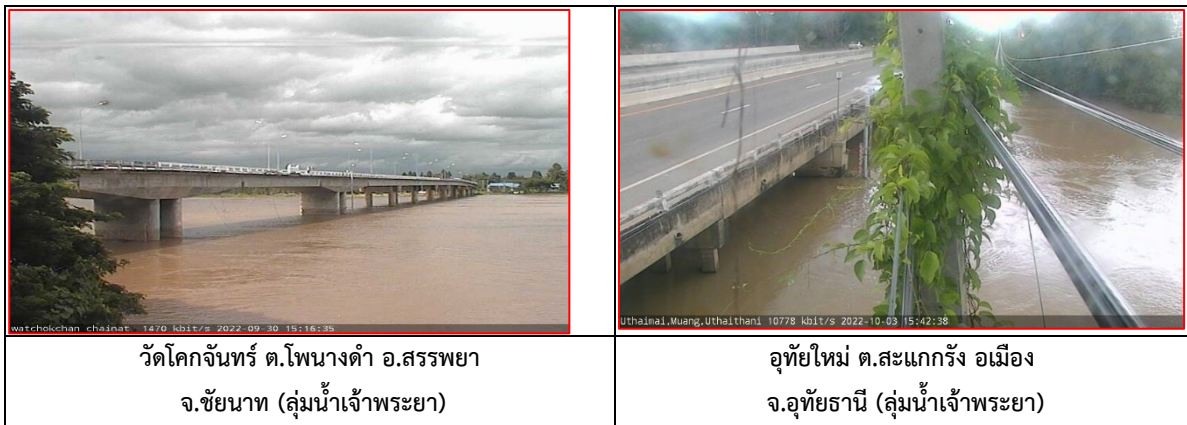 watchokchan chainat, 1470 kbit/s 2022-09-30 15:16:35
Uthaimai,Muang,Uthaithani 10778 kbit/s 2022-10-03 15:42:38
วัดโคกจันทร์ ต.โพนางดำ อ.สรรพยา
จ.ชัยนาท (ลุ่มน้ำเจ้าพระยา)
อุทัยใหม่ ต.สะแกกรัง อเมือง
จ.อุทัยธานี (ลุ่มน้ำเจ้าพระยา)